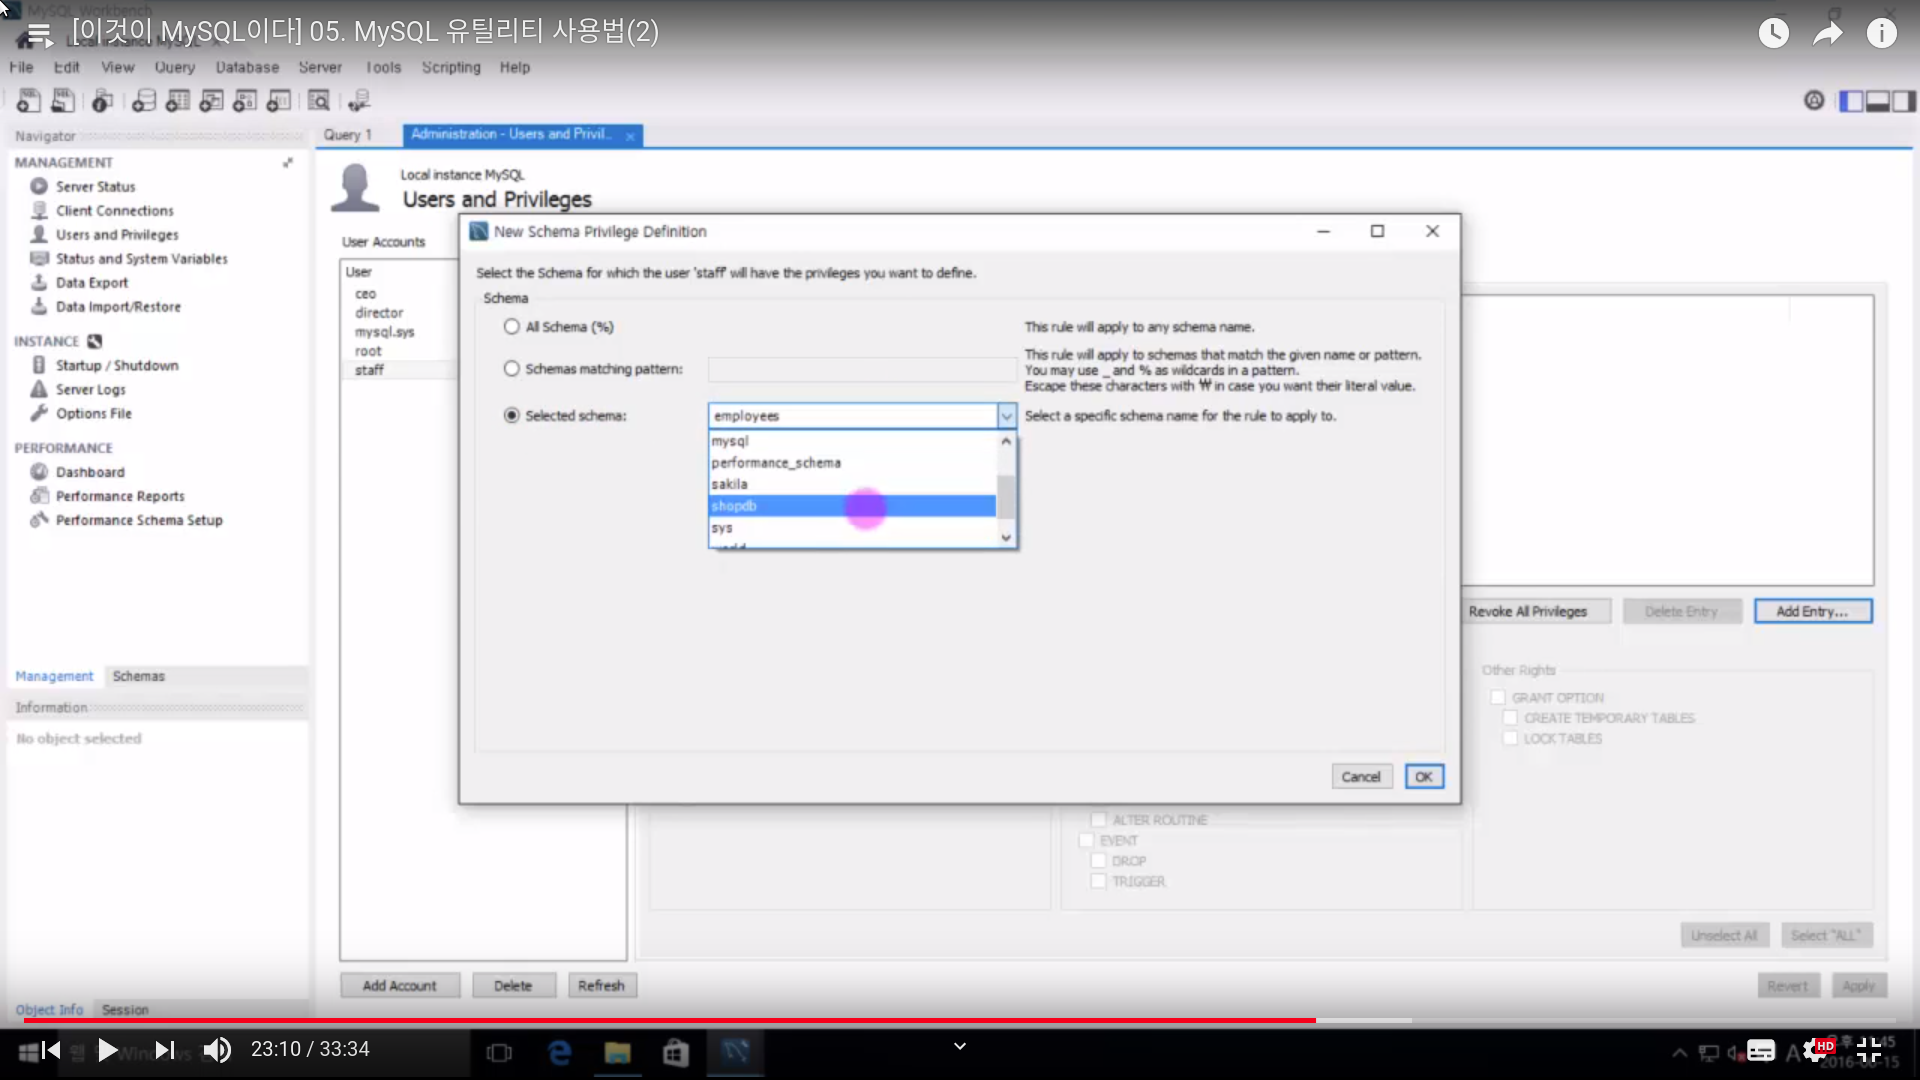 MySQL Workbench
[이것이 MySQL이다] 05. MySQL 유틸리티 사용법(2)
File Edit View Query Database Server Tools Scripting Help
Navigator
Query 1
Administration - Users and Privil..
MANAGEMENT
Server Status
Client Connections
Users and Privileges
Status and System Variables
Data Export
Data Import/Restore
INSTANCE
Startup / Shutdown
Server Logs
Options File
PERFORMANCE
Dashboard
Performance Reports
Performance Schema Setup
Management Schemas
Information
No object selected
Object Info Session
Local instance MySQL
Users and Privileges
User Accounts
User
ceo
director
mysql.sys
root
staff
Add Account Delete Refresh
New Schema Privilege Definition
Select the Schema for which the user 'staff' will have the privileges you want to define.
Schema
All Schema (%)
This rule will apply to any schema name.
Schemas matching pattern:
This rule will apply to schemas that match the given name or pattern.
You may use _ and % as wildcards in a pattern.
Escape these characters with ₩ in case you want their literal value.
Selected schema:
employees
Select a specific schema name for the rule to apply to.
mysql
performance_schema
sakila
shopdb
sys
Cancel OK
Revoke All Privileges Delete Entry Add Entry...
Other Rights
GRANT OPTION
CREATE TEMPORARY TABLES
LOCK TABLES
ALTER ROUTINE
EVENT
DROP
TRIGGER
Unselect All Select "ALL"
Revert Apply
23:10 / 33:34
HD